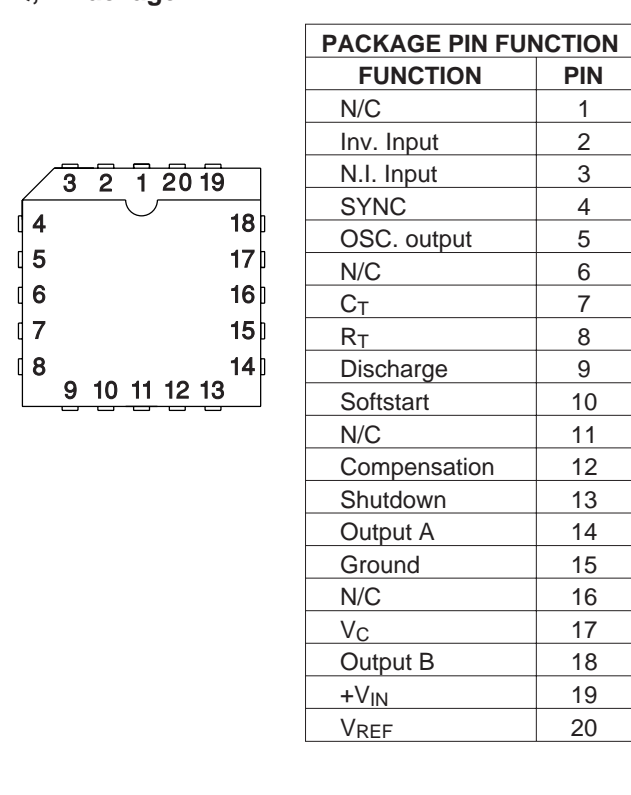 PACKAGE PIN FUNCTION
FUNCTION PIN
N/C 1
Inv. Input 2
N.I. Input 3
SYNC 4
OSC. output 5
N/C 6
CT 7
RT 8
Discharge 9
Softstart 10
N/C 11
Compensation 12
Shutdown 13
Output A 14
Ground 15
N/C 16
VC 17
Output B 18
+VIN 19
VREF 20
3 2 1 20 19
4 18
5 17
6 16
7 15
8 14
9 10 11 12 13